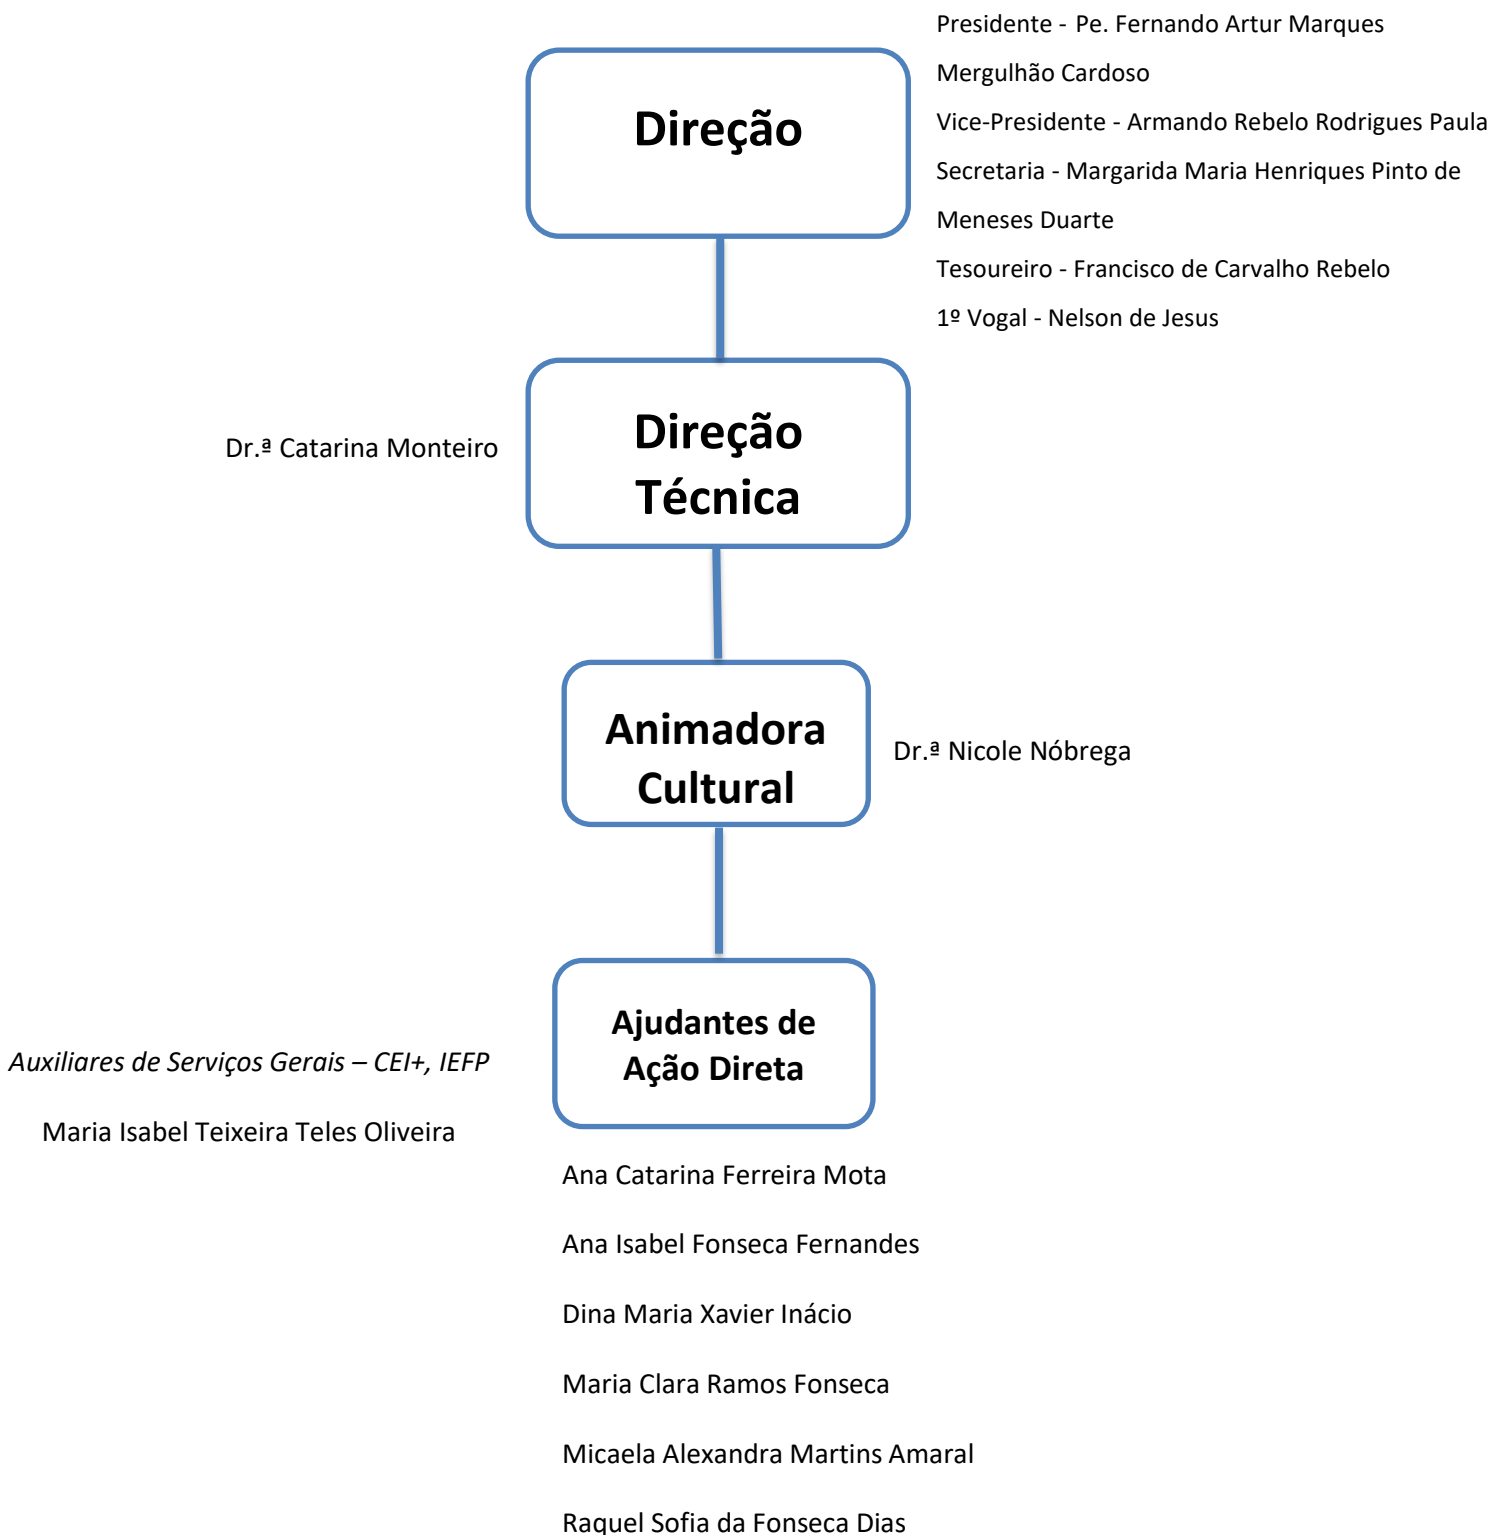 Presidente - Pe. Fernando Artur Marques
Mergulhão Cardoso
Vice-Presidente - Armando Rebelo Rodrigues Paula
Secretaria - Margarida Maria Henriques Pinto de
Meneses Duarte
Tesoureiro - Francisco de Carvalho Rebelo
1º Vogal - Nelson de Jesus
Direção
Direção
Técnica
Dr.ª Catarina Monteiro
Animadora
Cultural
Dr.ª Nicole Nóbrega
Ajudantes de
Ação Direta
Auxiliares de Serviços Gerais – CEI+, IEFP
Maria Isabel Teixeira Teles Oliveira
Ana Catarina Ferreira Mota
Ana Isabel Fonseca Fernandes
Dina Maria Xavier Inácio
Maria Clara Ramos Fonseca
Micaela Alexandra Martins Amaral
Raquel Sofia da Fonseca Dias